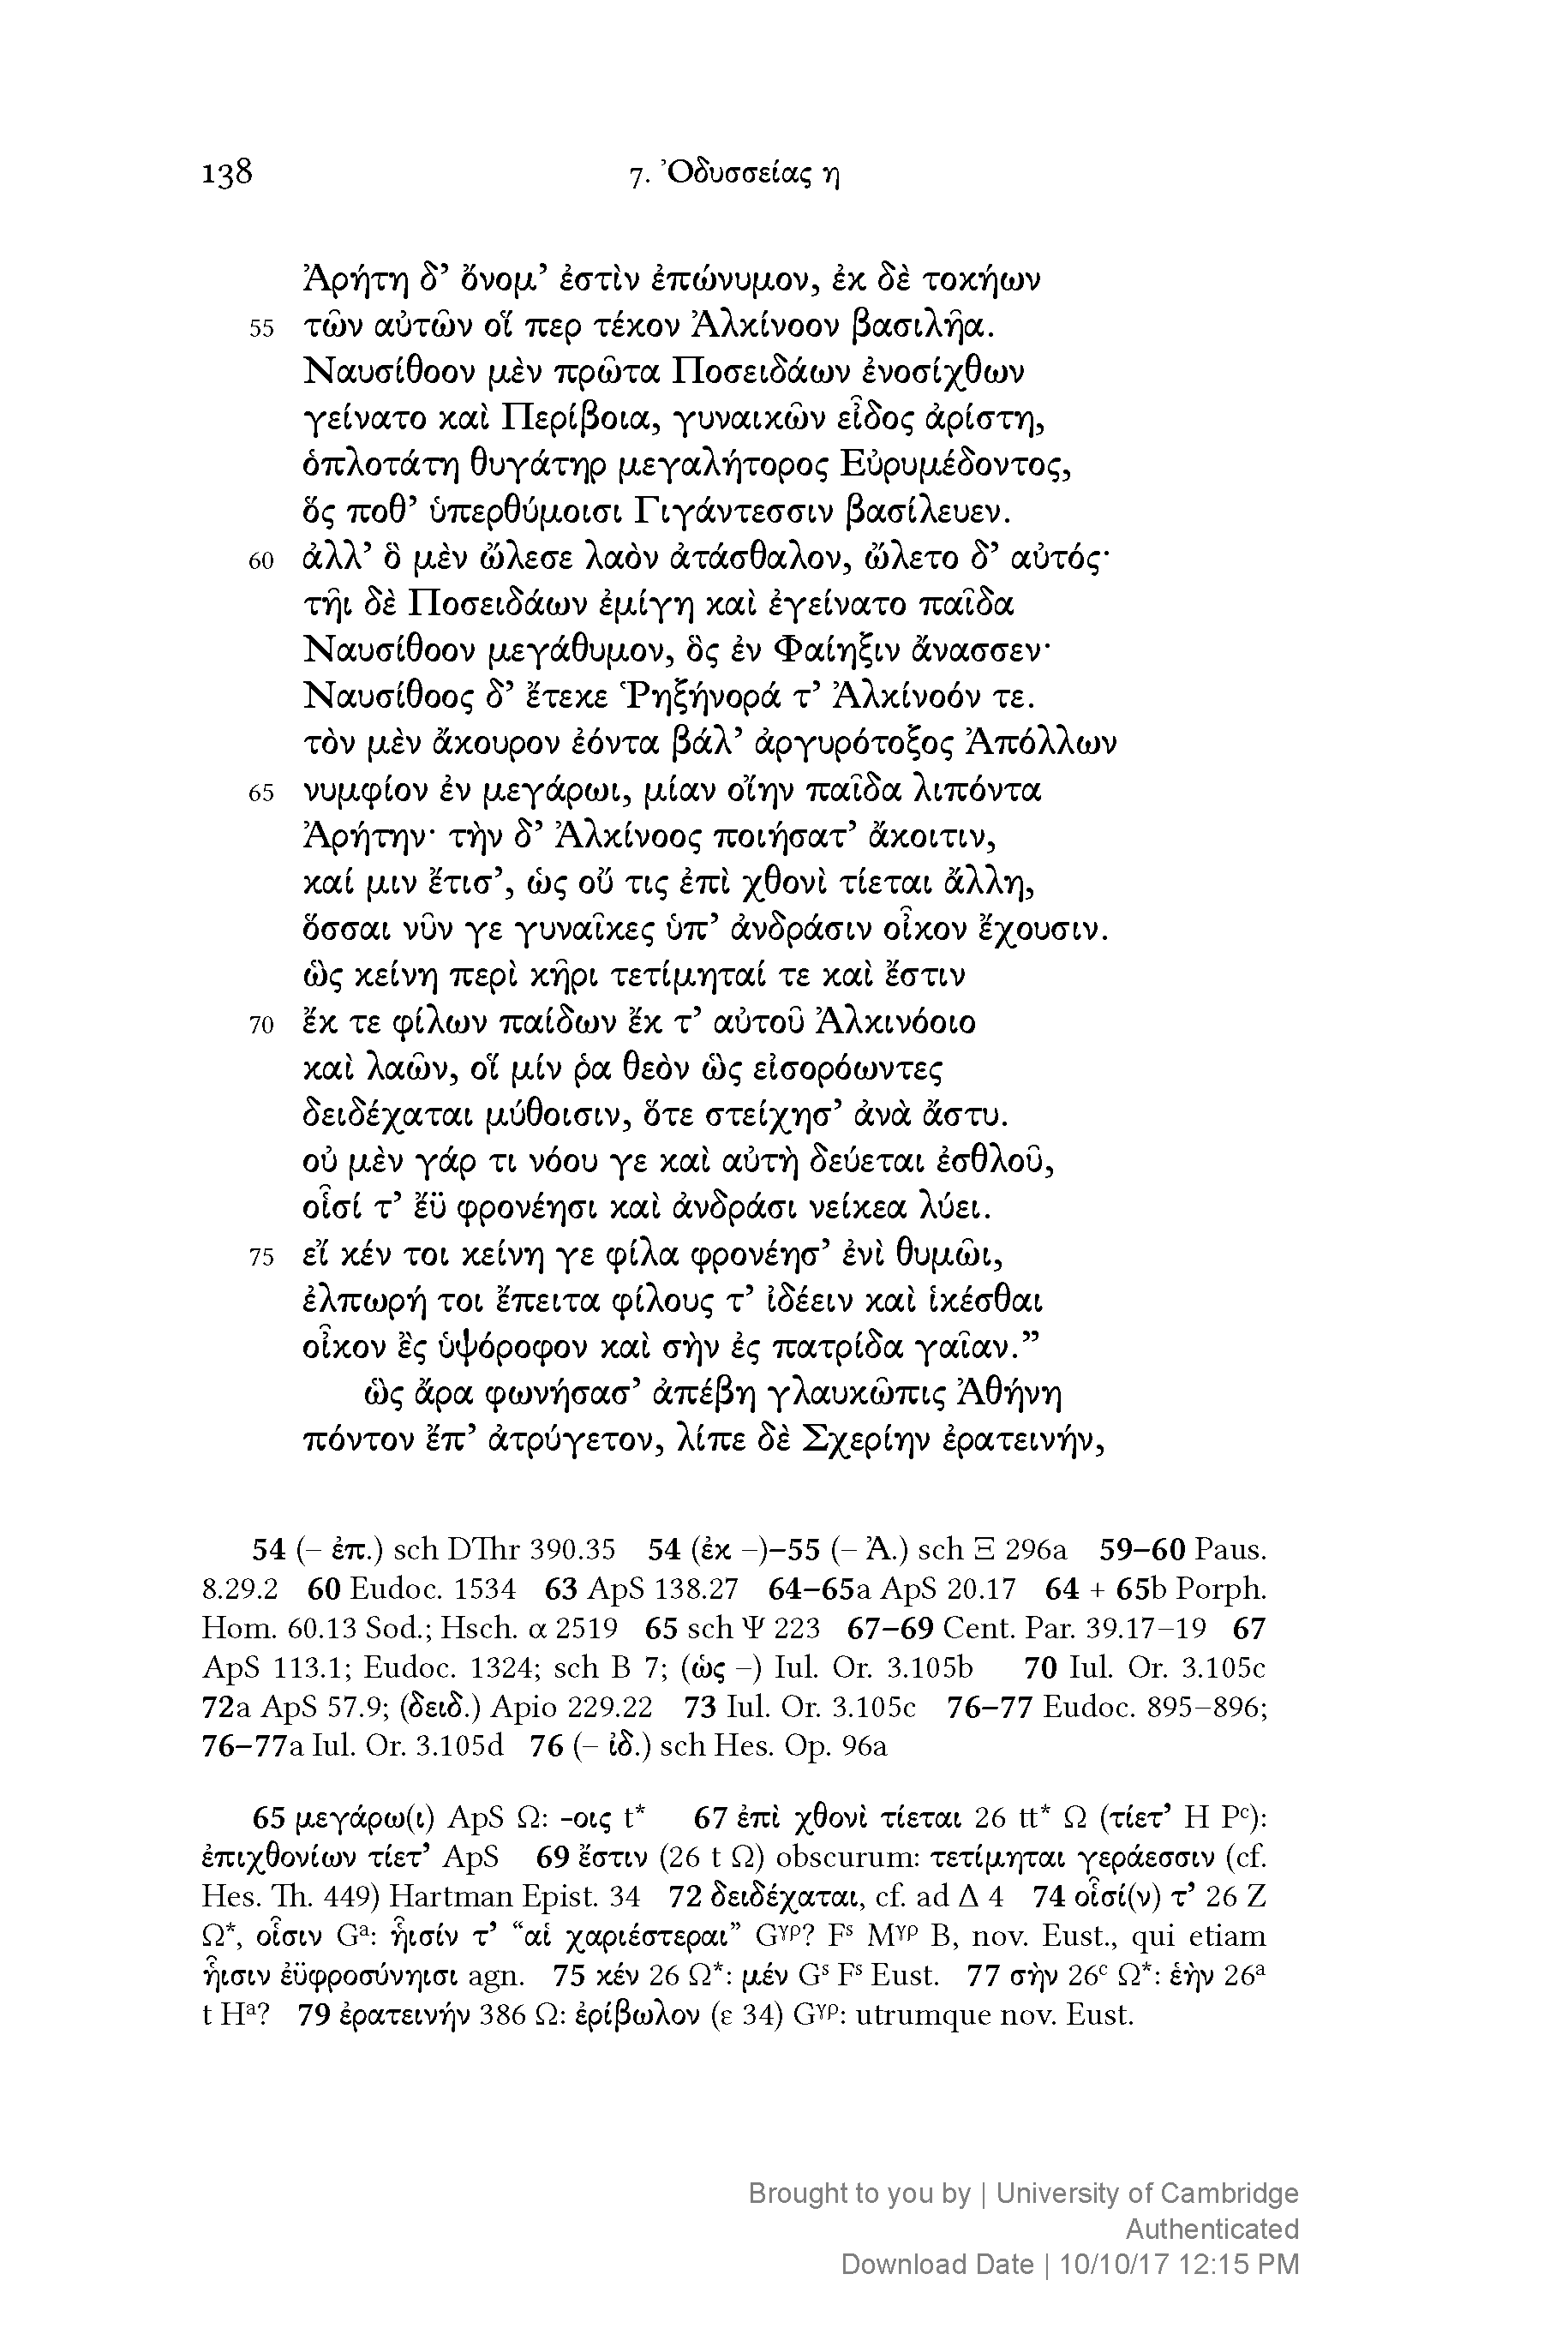 138 7. Ὀδυσσείας η
Ἀρήτη δ’ ὄνομ’ ἐστὶν ἐπώνυμον, ἐκ δὲ τοκήων
55 τῶν αὐτῶν οἵ περ τέκον Ἀλκίνοον βασιλῆα.
Ναυσίθοον μὲν πρῶτα Ποσειδάων ἐνοσίχθων
γείνατο καὶ Περίβοια, γυναικῶν εἶδος ἀρίστη,
ὁπλοτάτη θυγάτηρ μεγαλήτορος Εὐρυμέδοντος,
ὅς ποθ’ ὑπερθύμοισι Γιγάντεσσιν βασίλευεν.
60 ἀλλ’ ὃ μὲν ὤλεσε λαὸν ἀτάσθαλον, ὤλετο δ’ αὐτός·
τῆι δὲ Ποσειδάων ἐμίγη καὶ ἐγείνατο παῖδα
Ναυσίθοον μεγάθυμον, ὃς ἐν Φαίηξιν ἄνασσεν·
Ναυσίθοος δ’ ἔτεκε Ῥηξήνορά τ’ Ἀλκίνοόν τε.
τὸν μὲν ἄκουρον ἐόντα βάλ’ ἀργυρότοξος Ἀπόλλων
65 νυμφίον ἐν μεγάρωι, μίαν οἴην παῖδα λιπόντα
Ἀρήτην· τὴν δ’ Ἀλκίνοος ποιήσατ’ ἄκοιτιν,
καί μιν ἔτισ’, ὡς οὔ τις ἐπὶ χθονὶ τίεται ἄλλη,
ὅσσαι νῦν γε γυναῖκες ὑπ’ ἀνδράσιν οἶκον ἔχουσιν.
ὣς κείνη περὶ κῆρι τετίμηταί τε καὶ ἔστιν
70 ἔκ τε φίλων παίδων ἔκ τ’ αὐτοῦ Ἀλκινόοιο
καὶ λαῶν, οἵ μίν ῥα θεὸν ὣς εἰσορόωντες
δειδέχαται μύθοισιν, ὅτε στείχησ’ ἀνὰ ἄστυ.
οὐ μὲν γάρ τι νόου γε καὶ αὐτὴ δεύεται ἐσθλοῦ,
οἷσί τ’ ἔϋ φρονέησι καὶ ἀνδράσι νείκεα λύει.
75 εἴ κέν τοι κείνη γε φίλα φρονέησ’ ἐνὶ θυμῶι,
ἐλπωρή τοι ἔπειτα φίλους τ’ ἰδέειν καὶ ἱκέσθαι
οἶκον ἒς ὑψόροφον καὶ σὴν ἐς πατρίδα γαῖαν.”
ὣς ἄρα φωνήσασ’ ἀπέβη γλαυκῶπις Ἀθήνη
πόντον ἔπ’ ἀτρύγετον, λίπε δὲ Σχερίην ἐρατεινήν,
54 (– ἐπ.) sch DThr 390.35 54 (ἐκ –)–55 (– Ἀ.) sch Ξ 296a 59–60 Paus.
8.29.2 60 Eudoc. 1534 63 ApS 138.27 64–65a ApS 20.17 64 + 65b Porph.
Hom. 60.13 Sod.; Hsch. α 2519 65 sch Ψ 223 67–69 Cent. Par. 39.17–19 67
ApS 113.1; Eudoc. 1324; sch B 7; (ὡς –) Iul. Or. 3.105b 70 Iul. Or. 3.105c
72a ApS 57.9; (δειδ.) Apio 229.22 73 Iul. Or. 3.105c 76–77 Eudoc. 895–896;
76–77a Iul. Or. 3.105d 76 (– ἰδ.) sch Hes. Op. 96a
65 μεγάρω(ι) ApS Ω: -οις t* 67 ἐπὶ χθονὶ τίεται 26 tt* Ω (τίετ’ H Pᶜ):
ἐπιχθονίων τίετ’ ApS 69 ἔστιν (26 t Ω) obscurum: τετίμηται γεράεσσιν (cf.
Hes. Th. 449) Hartman Epist. 34 72 δειδέχαται, cf. ad Δ 4 74 οἷσί(ν) τ’ 26 Z
Ω*, οἷσιν Gᵃ: ᾗισίν τ’ “αἱ χαριέστεραι” Gᵞᵖ? Fˢ Mᵞᵖ B, nov. Eust., qui etiam
ᾗισιν ἐϋφροσύνηισι agn. 75 κέν 26 Ω*: μέν Gˢ Fˢ Eust. 77 σὴν 26ᶜ Ω*: ἑὴν 26ᵃ
t Hᵃ? 79 ἐρατεινήν 386 Ω: ἐρίβωλον (ε 34) Gᵞᵖ: utrumque nov. Eust.
Brought to you by | University of Cambridge
Authenticated
Download Date | 10/10/17 12:15 PM